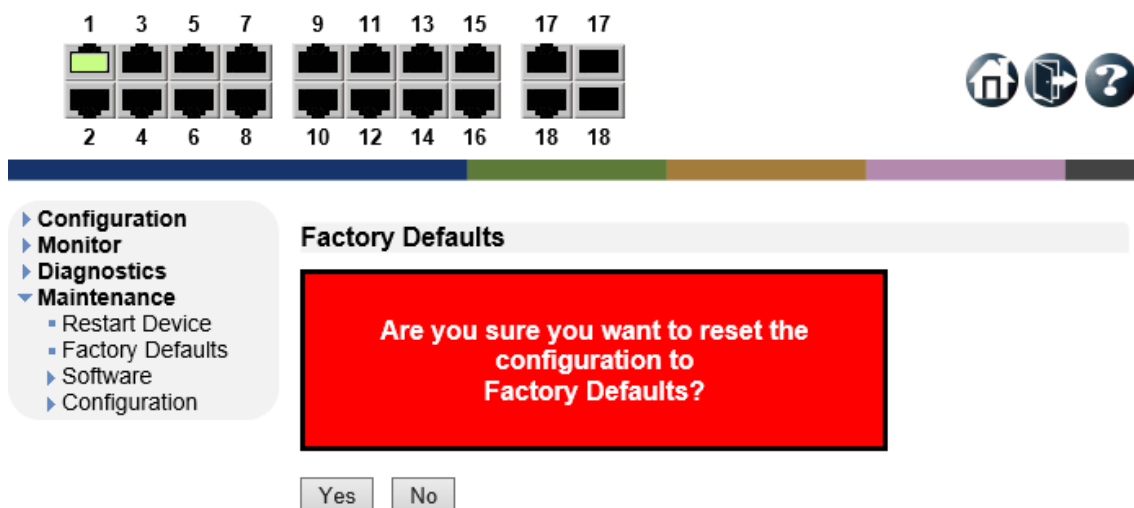 1 3 5 7 9 11 13 15 17 17
2 4 6 8 10 12 14 16 18 18
?
Configuration
Monitor
Diagnostics
Maintenance
Restart Device
Factory Defaults
Software
Configuration
Factory Defaults
Are you sure you want to reset the
configuration to
Factory Defaults?
Yes No